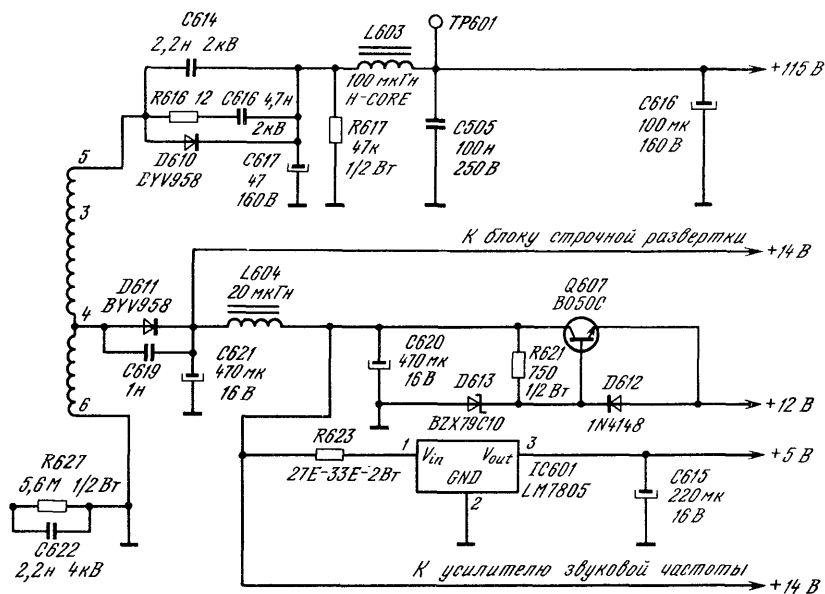 C614
2,2н 2кВ
R616 12
C616 4,7н
2кВ
D610
BYV958
C617
47
160 В
R617
47к
1/2 Вт
L603
100 мкГн
H-CORE
TP601
C505
100н
250 В
C616
100 мк
160 В
+115 В
5
3
4
6
К блоку строчной развертки
+14 В
D611
BYV958
C619
1н
C621
470 мк
16 В
L604
20 мкГн
C620
470 мк
16 В
R621
750
1/2 Вт
Q607
BO50C
D613
BZX79C10
D612
1N4148
+12 В
R623
27E-33E-2Вт
1
Vin
Vout
GND
3
2
IC601
LM7805
+5 В
C615
220 мк
16 В
R627
5,6М 1/2 Вт
C622
2,2н 4кВ
К усилителю звуковой частоты
+14 В